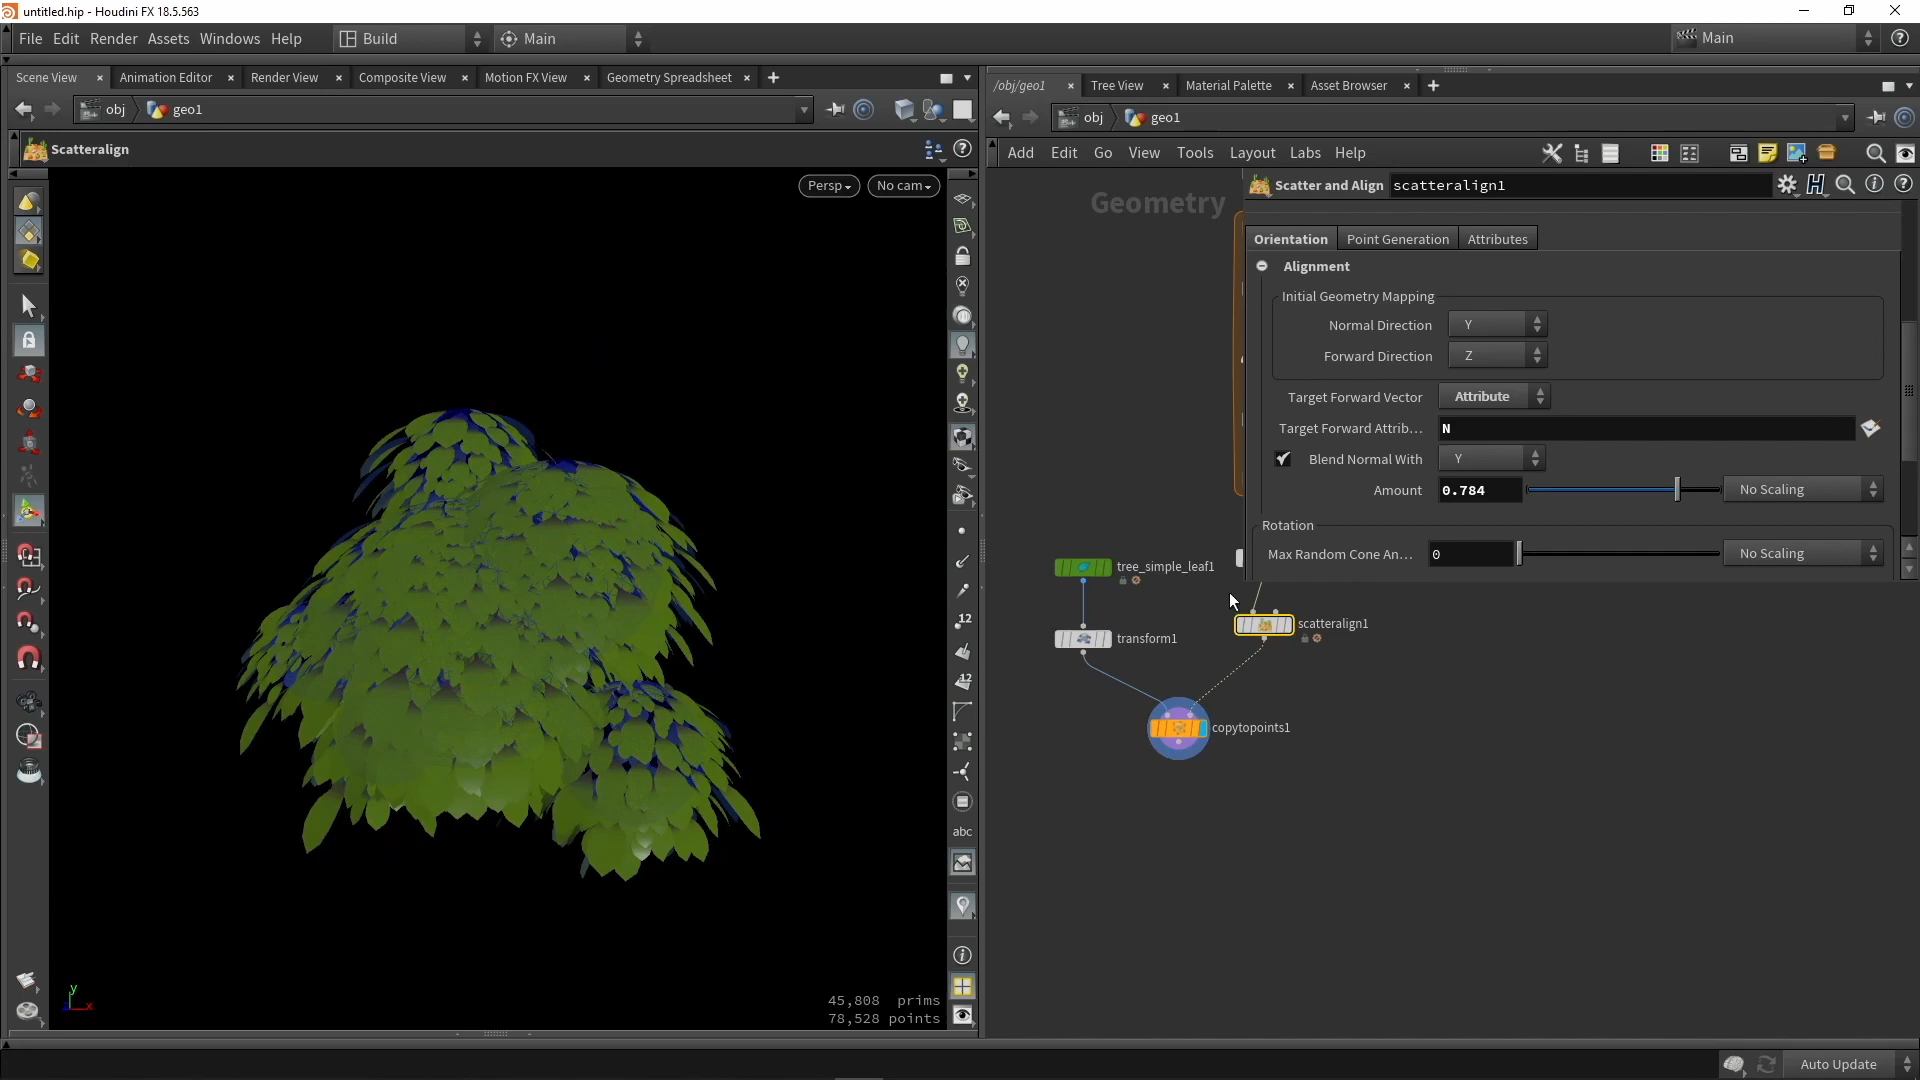 untitled.hip - Houdini FX 18.5.563
File Edit Render Assets Windows Help Build Main Main
Scene View Animation Editor Render View Composite View Motion FX View Geometry Spreadsheet
obj geo1
Scatteralign
Persp No cam
12
12
abc
y
x
45,808 prims
78,528 points
/obj/geo1 Tree View Material Palette Asset Browser
obj geo1
Add Edit Go View Tools Layout Labs Help
Geometry
Scatter and Align scatteralign1
Orientation Point Generation Attributes
Alignment
Initial Geometry Mapping
Normal Direction Y
Forward Direction Z
Target Forward Vector Attribute
Target Forward Attrib... N
Blend Normal With Y
Amount 0.784 No Scaling
Rotation
Max Random Cone An... 0 No Scaling
tree_simple_leaf1
transform1
scatteralign1
copytopoints1
Auto Update